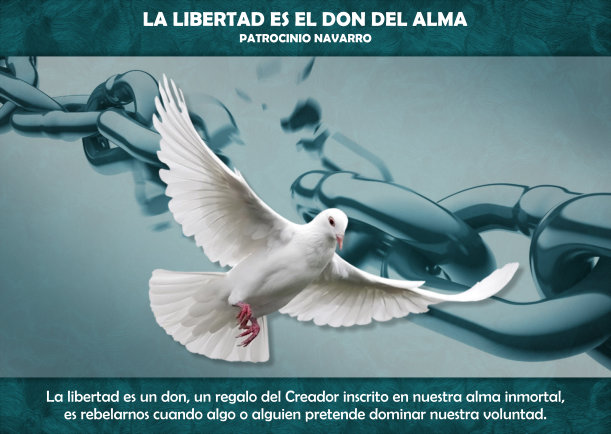 LA LIBERTAD ES EL DON DEL ALMA
PATROCINIO NAVARRO
La libertad es un don, un regalo del Creador inscrito en nuestra alma inmortal,
es rebelarnos cuando algo o alguien pretende dominar nuestra voluntad.